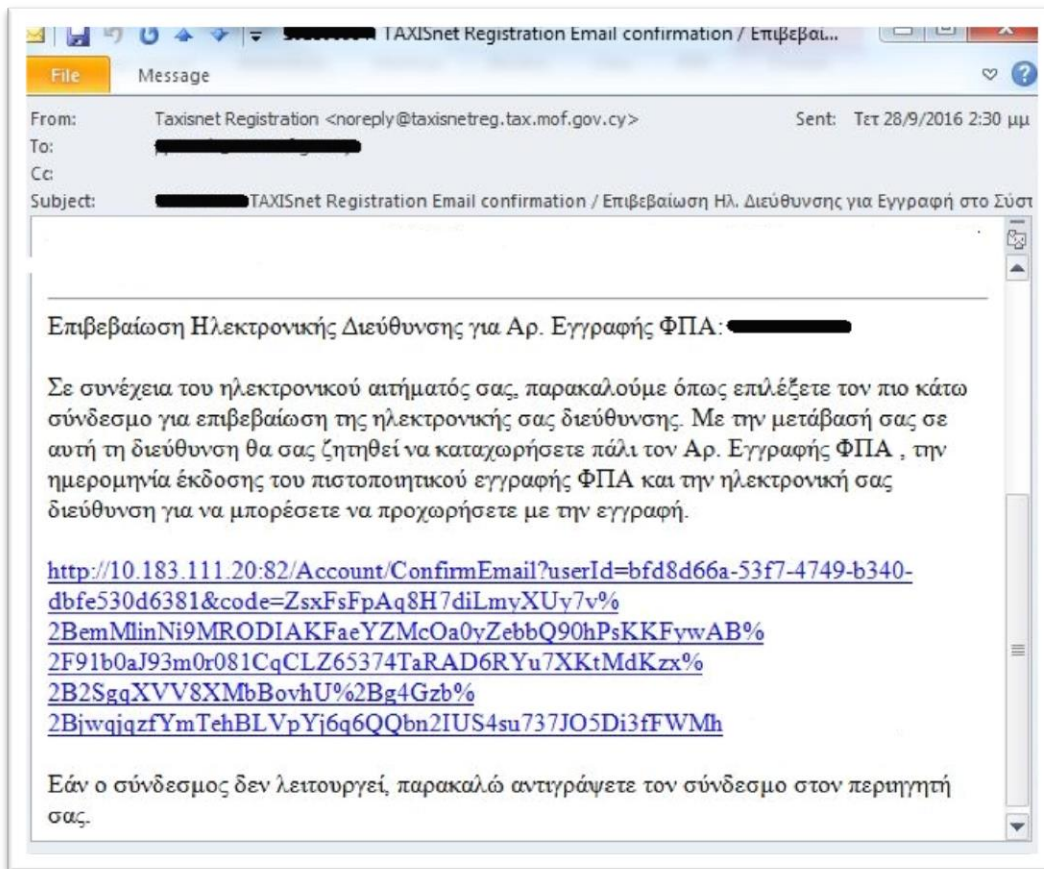 TAXISnet Registration Email confirmation / Επιβεβαί...
File Message
From: Taxisnet Registration <noreply@taxisnetreg.tax.mof.gov.cy> Sent: Τετ 28/9/2016 2:30 μμ
To:
Cc:
Subject: TAXISnet Registration Email confirmation / Επιβεβαίωση Ηλ. Διεύθυνσης για Εγγραφή στο Σύστ
Επιβεβαίωση Ηλεκτρονικής Διεύθυνσης για Αρ. Εγγραφής ΦΠΑ:
Σε συνέχεια του ηλεκτρονικού αιτήματός σας, παρακαλούμε όπως επιλέξετε τον πιο κάτω
σύνδεσμο για επιβεβαίωση της ηλεκτρονικής σας διεύθυνσης. Με την μετάβασή σας σε
αυτή τη διεύθυνση θα σας ζητηθεί να καταχωρήσετε πάλι τον Αρ. Εγγραφής ΦΠΑ , την
ημερομηνία έκδοσης του πιστοποιητικού εγγραφής ΦΠΑ και την ηλεκτρονική σας
διεύθυνση για να μπορέσετε να προχωρήσετε με την εγγραφή.
http://10.183.111.20:82/Account/ConfirmEmail?userId=bfd8d66a-53f7-4749-b340-
dbfe530d6381&code=ZsxFsFpAq8H7diLmyXUy7v%
2BemMlinNi9MRODIAKFaeYZMcOa0yZebbQ90hPsKKFywAB%
2F91b0aJ93m0r081CqCLZ65374TaRAD6RYu7XKtMdKzx%
2B2SgqXVV8XMbBovhU%2Bg4Gzb%
2BjwqjqzfYmTehBLVpYj6q6QQbn2IUS4su737JO5Di3fFWMh
Εάν ο σύνδεσμος δεν λειτουργεί, παρακαλώ αντιγράψετε τον σύνδεσμο στον περιηγητή
σας.